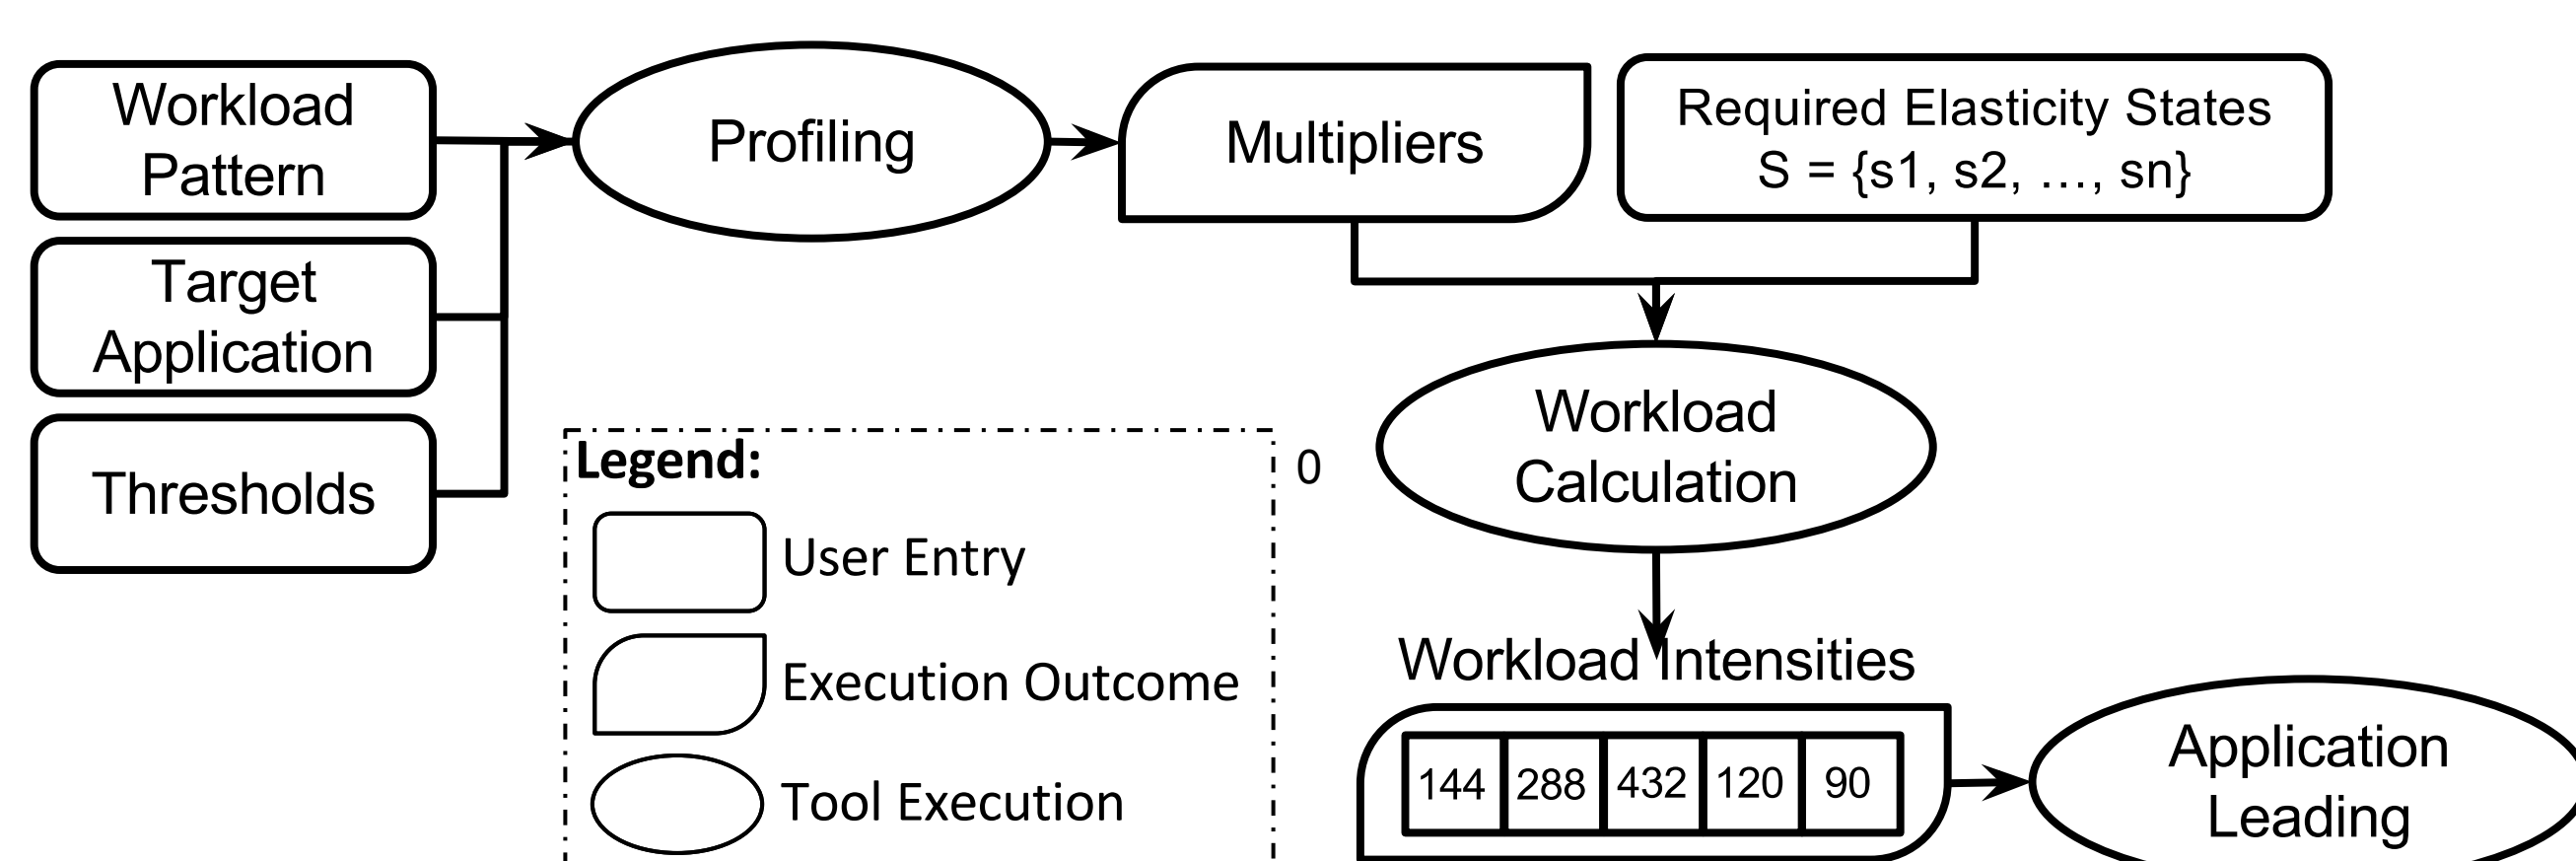 Workload
Pattern
Profiling
Multipliers
Required Elasticity States
S = {s1, s2, …, sn}
Target
Application
Thresholds
Legend:
User Entry
Execution Outcome
Tool Execution
0
Workload
Calculation
Workload Intensities
144 288 432 120 90
Application
Leading